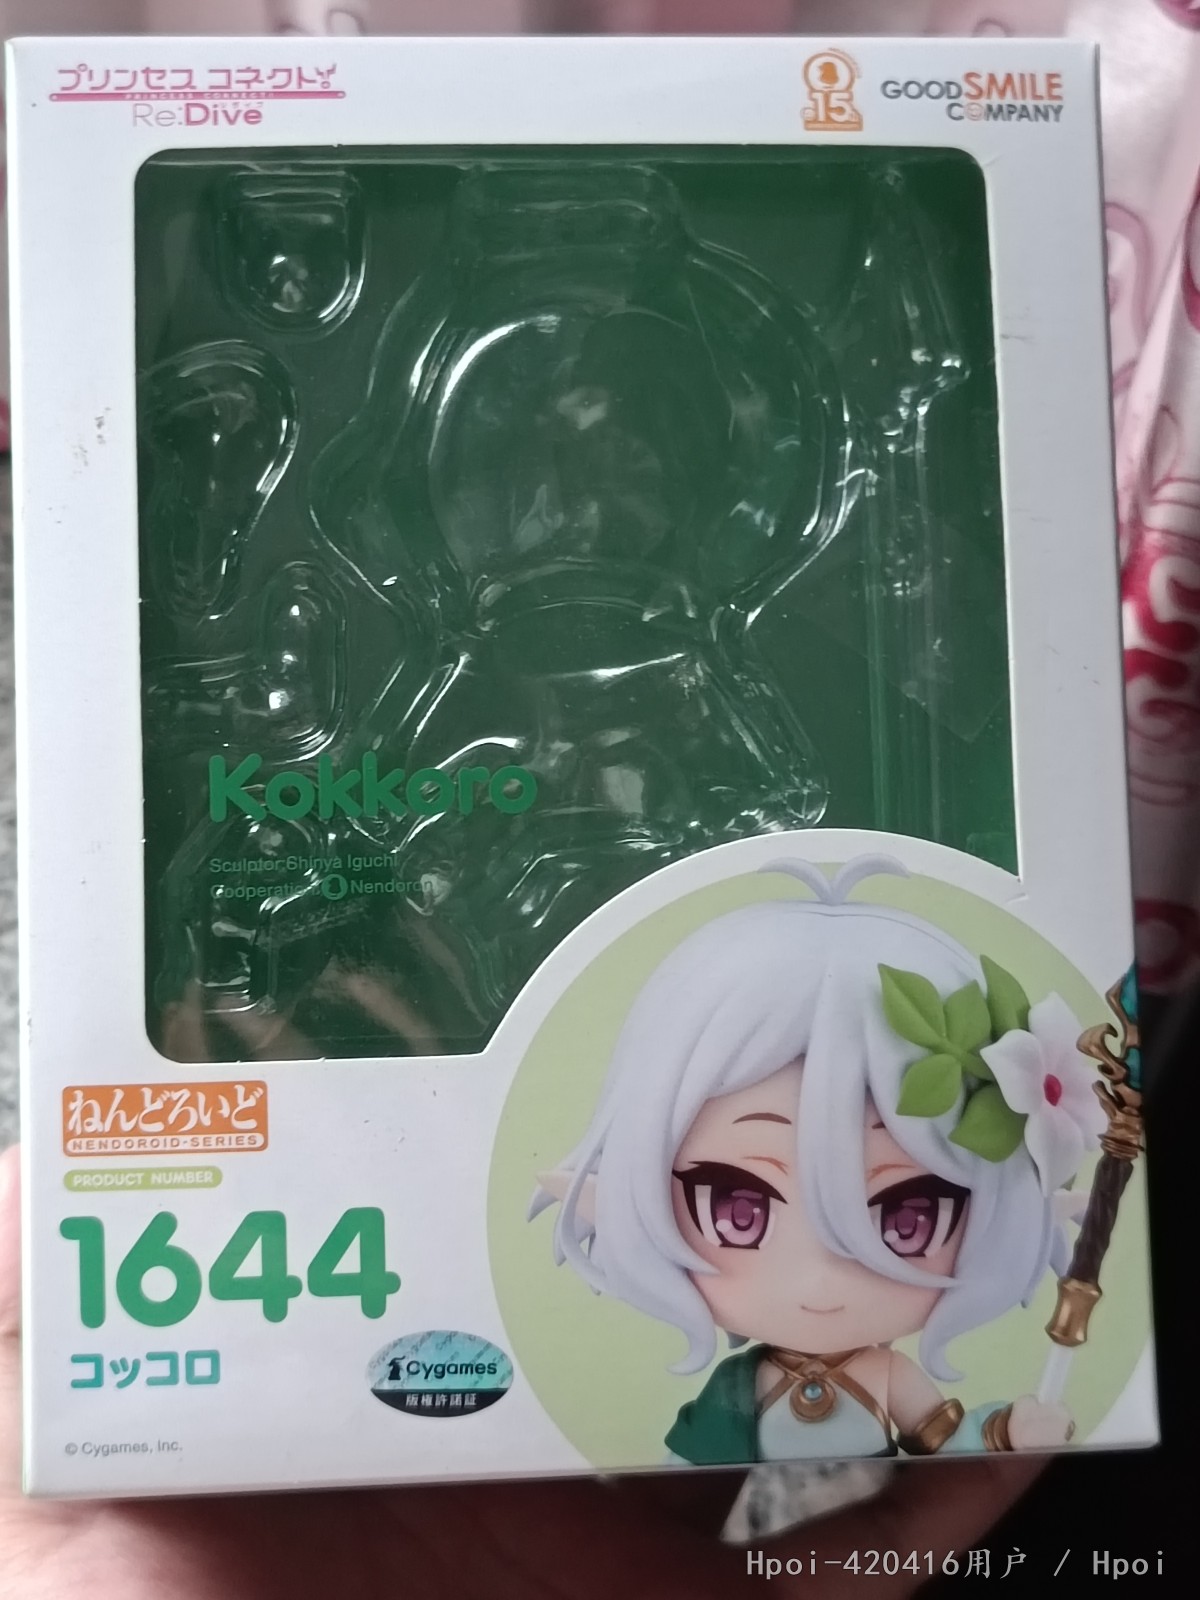 プリンセス コネクト!
PRINCESS CONNECT!
Re:Dive
15
GOOD SMILE
COMPANY
Kokkoro
Sculptor:Shinya Iguchi
Nendoron
ねんどろいど
NENDOROID-SERIES
PRODUCT NUMBER
1644
コッコロ
Cygames
版権許諾証
© Cygames, Inc.
Hpoi-420416用户 / Hpoi